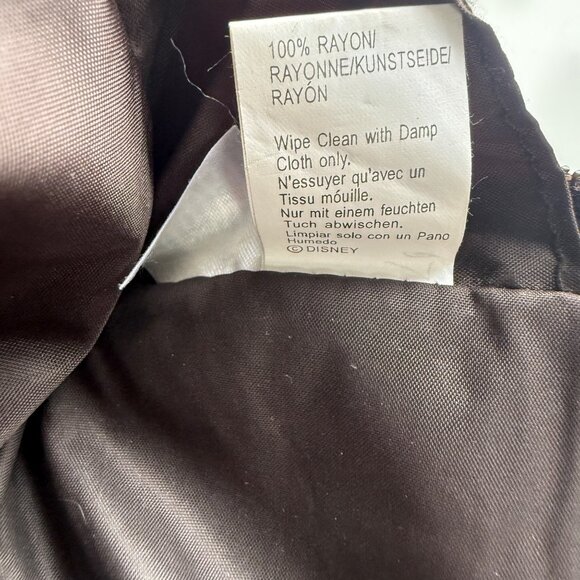 100% RAYON/
RAYONNE/KUNSTSEIDE/
RAYÓN
Wipe Clean with Damp
Cloth only.
N'essuyer qu'avec un
Tissu móuille.
Nur mit einem feuchten
Tuch abwischen.
Limpiar solo con un Pano
Humedo
©DISNEY